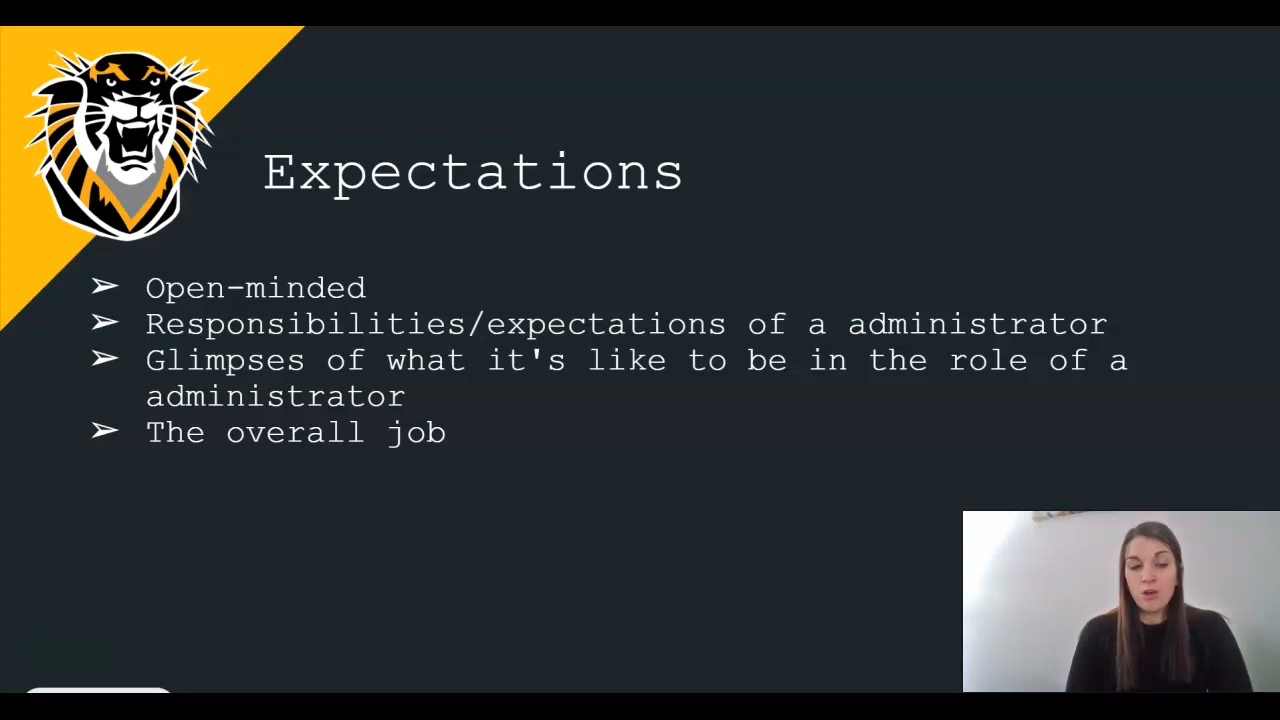 Expectations
➢ Open-minded
➢ Responsibilities/expectations of a administrator
➢ Glimpses of what it's like to be in the role of a
administrator
➢ The overall job